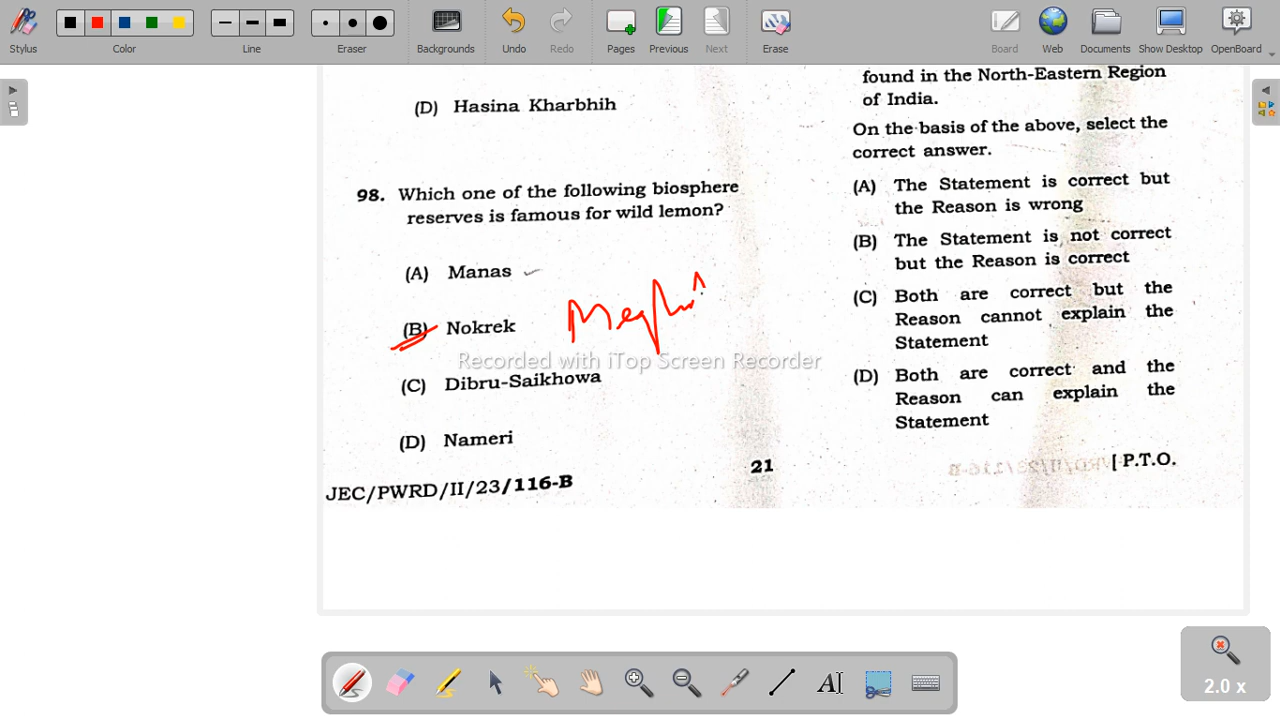 Stylus
Color
Line
Eraser
Backgrounds
Undo
Redo
Pages
Previous
Next
Erase
Board
Web
Documents
Show Desktop
OpenBoard
(D) Hasina Kharbhih
98. Which one of the following biosphere
reserves is famous for wild lemon?
(A) Manas
(B) Nokrek
(C) Dibru-Saikhowa
(D) Nameri
JEC/PWRD/II/23/116-B
21
found in the North-Eastern Region
of India.
On the basis of the above, select the
correct answer.
(A) The Statement is correct but
the Reason is wrong
(B) The Statement is not correct
but the Reason is correct
(C) Both are correct but the
Reason cannot explain the
Statement
(D) Both are correct and the
Reason can explain the
Statement
[ P.T.O.
Recorded with iTop Screen Recorder
2.0 x